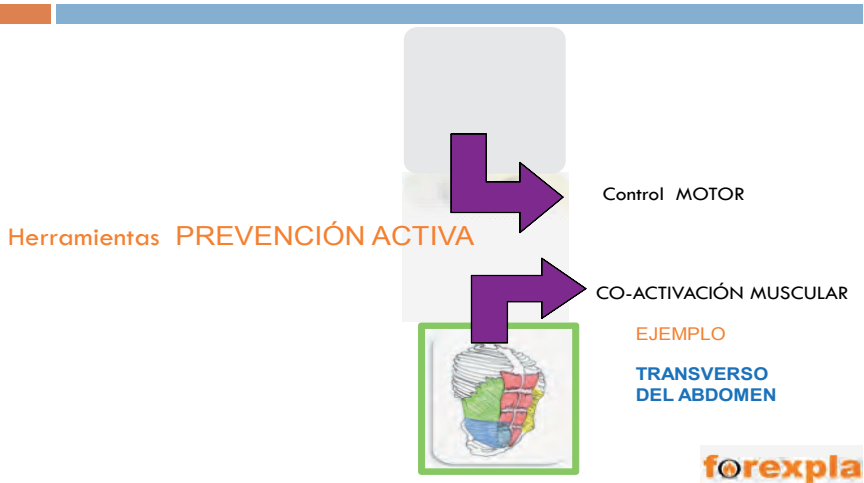 Control MOTOR
Herramientas PREVENCIÓN ACTIVA
CO-ACTIVACIÓN MUSCULAR
EJEMPLO
TRANSVERSO
DEL ABDOMEN
forexpla